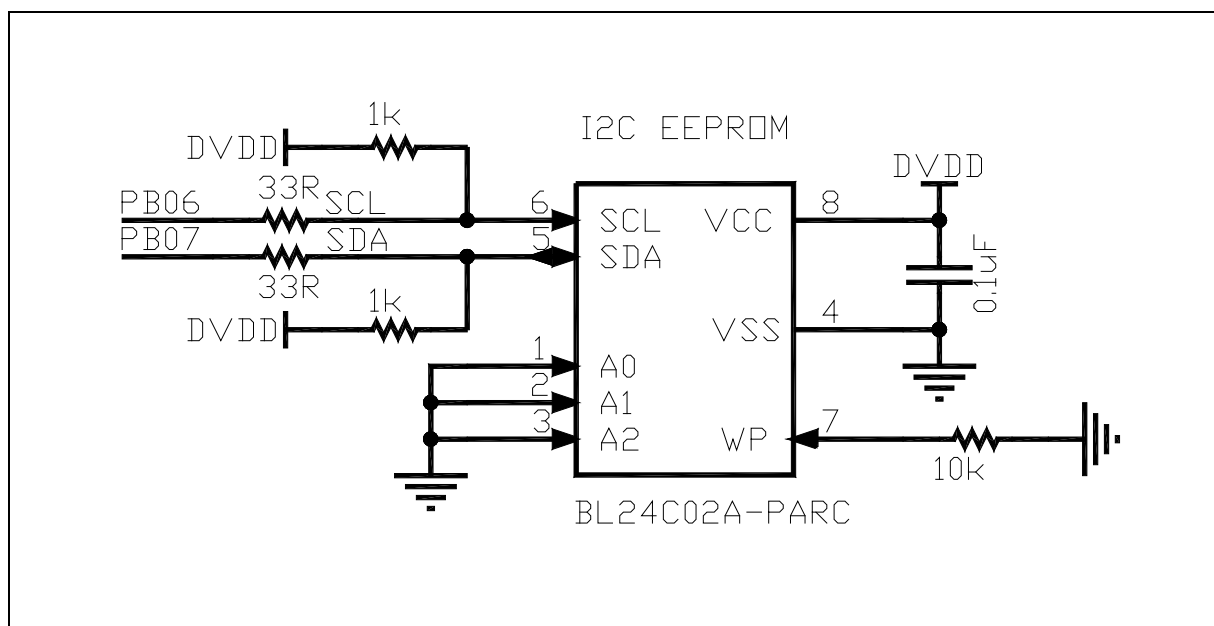 1k
I2C EEPROM
DVDD
DVDD
33R
PB06
SCL
6
SCL
VCC
8
PB07
SDA
5
SDA
33R
0.1uF
1k
DVDD
VSS
4
1
A0
2
A1
3
A2
WP
7
10k
BL24C02A-PARC